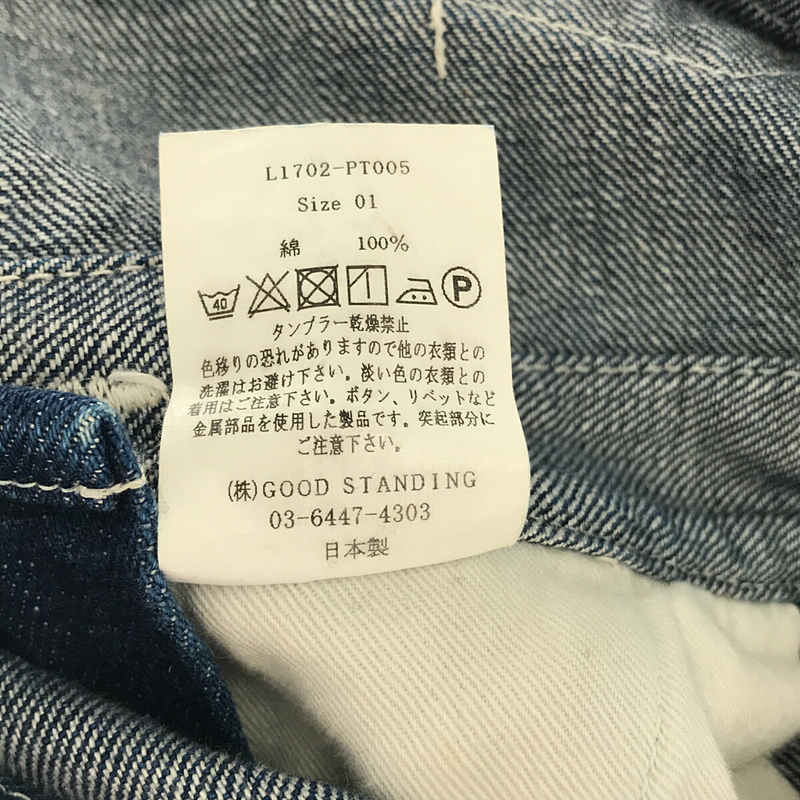 L1702-PT005
Size 01
綿 100%
40 P
タンブラー乾燥禁止
色移りの恐れがありますので他の衣類との
洗濯はお避け下さい。淡い色の衣類との
着用はご注意下さい。ボタン、リベットなど
金属部品を使用した製品です。突起部分に
ご注意下さい。
(株)GOOD STANDING
03-6447-4303
日本製